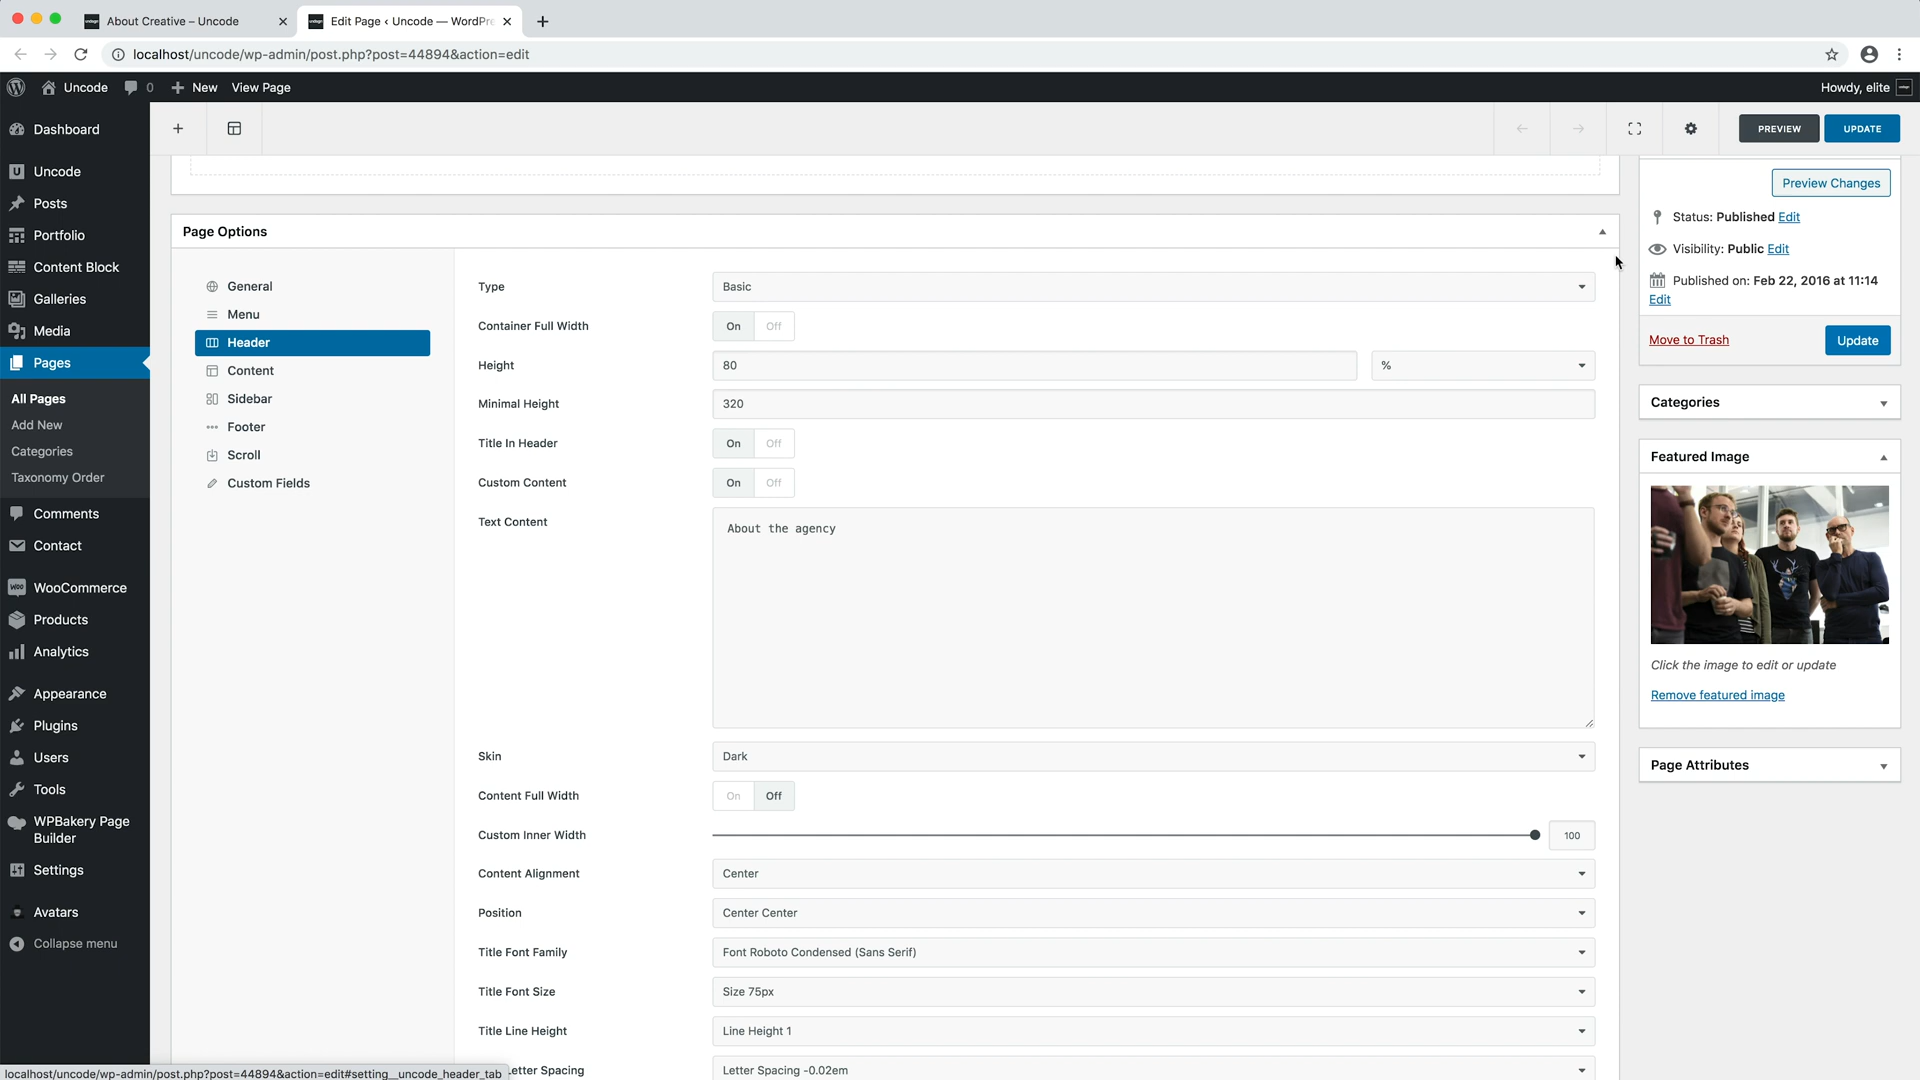 About Creative – Uncode
Edit Page ‹ Uncode — WordPre
localhost/uncode/wp-admin/post.php?post=44894&action=edit
Uncode
0
New
View Page
Howdy, elite
Dashboard
Uncode
Posts
Portfolio
Content Block
Galleries
Media
Pages
All Pages
Add New
Categories
Taxonomy Order
Comments
Contact
WooCommerce
Products
Analytics
Appearance
Plugins
Users
Tools
WPBakery Page
Builder
Settings
Avatars
Collapse menu
PREVIEW
UPDATE
Page Options
General
Menu
Header
Content
Sidebar
Footer
Scroll
Custom Fields
Type
Basic
Container Full Width
On Off
Height
80
%
Minimal Height
320
Title In Header
On Off
Custom Content
On Off
Text Content
About the agency
Skin
Dark
Content Full Width
On Off
Custom Inner Width
100
Content Alignment
Center
Position
Center Center
Title Font Family
Font Roboto Condensed (Sans Serif)
Title Font Size
Size 75px
Title Line Height
Line Height 1
Letter Spacing
Letter Spacing -0.02em
Preview Changes
Status: Published Edit
Visibility: Public Edit
Published on: Feb 22, 2016 at 11:14
Edit
Move to Trash
Update
Categories
Featured Image
Click the image to edit or update
Remove featured image
Page Attributes
localhost/uncode/wp-admin/post.php?post=44894&action=edit#setting__uncode_header_tab